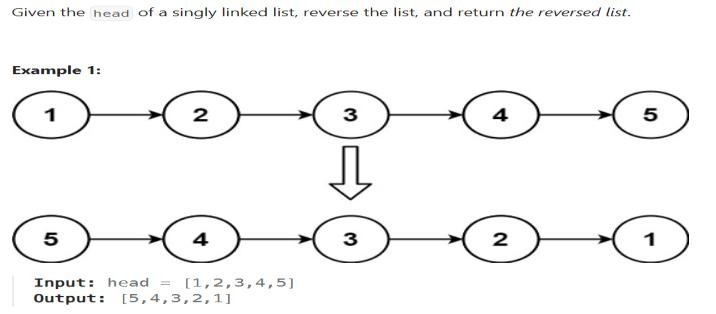 Given the head of a singly linked list, reverse the list, and return the reversed list.
Example 1:
1 2 3 4 5
5 4 3 2 1
Input: head = [1,2,3,4,5]
Output: [5,4,3,2,1]